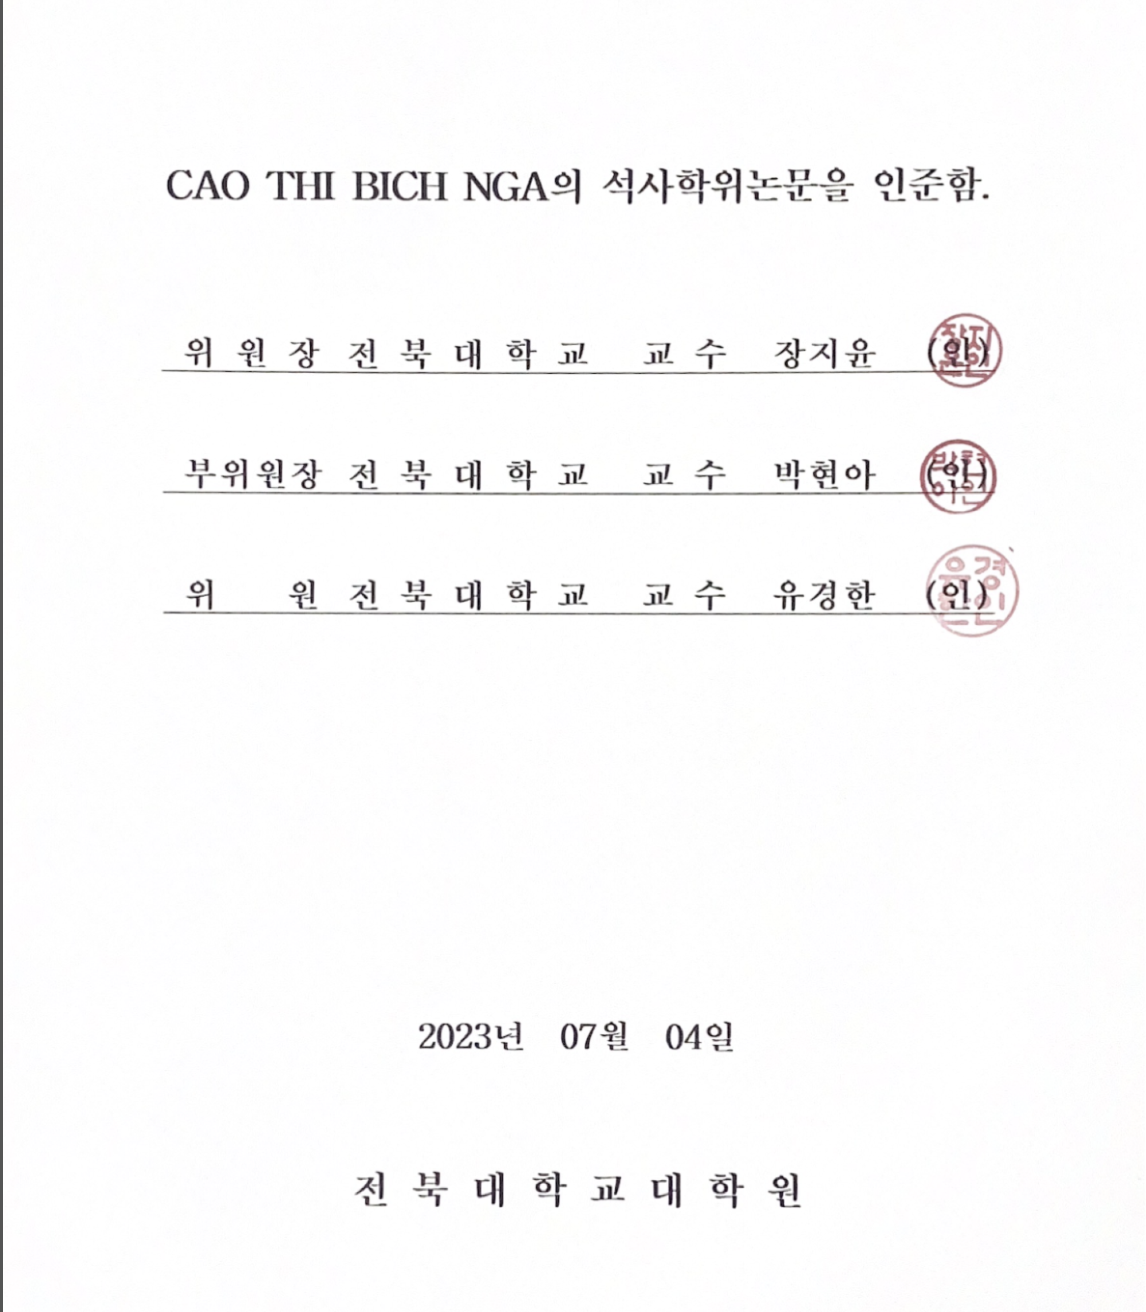 CAO THI BICH NGA의 석사학위논문을 인준함.
위 원 장 전 북 대 학 교 교 수 장지윤 (인)
부위원장 전 북 대 학 교 교 수 박현아 (인)
위 원 전 북 대 학 교 교 수 유경한 (인)
2023년 07월 04일
전 북 대 학 교 대 학 원